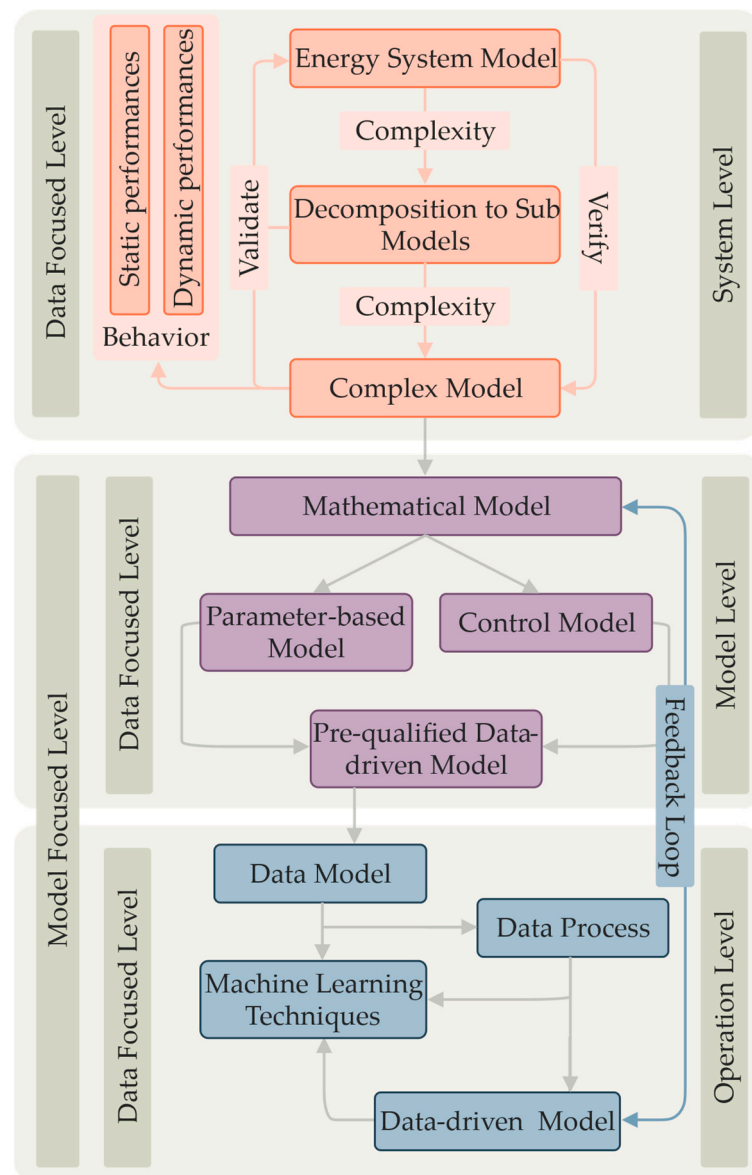 Data Focused Level
Static performances
Dynamic performances
Behavior
Validate
Energy System Model
Complexity
Decomposition to Sub
Models
Complexity
Complex Model
Verify
System Level
Model Focused Level
Data Focused Level
Mathematical Model
Parameter-based
Model
Control Model
Pre-qualified Data-
driven Model
Model Level
Feedback Loop
Data Focused Level
Data Model
Data Process
Machine Learning
Techniques
Data-driven Model
Operation Level